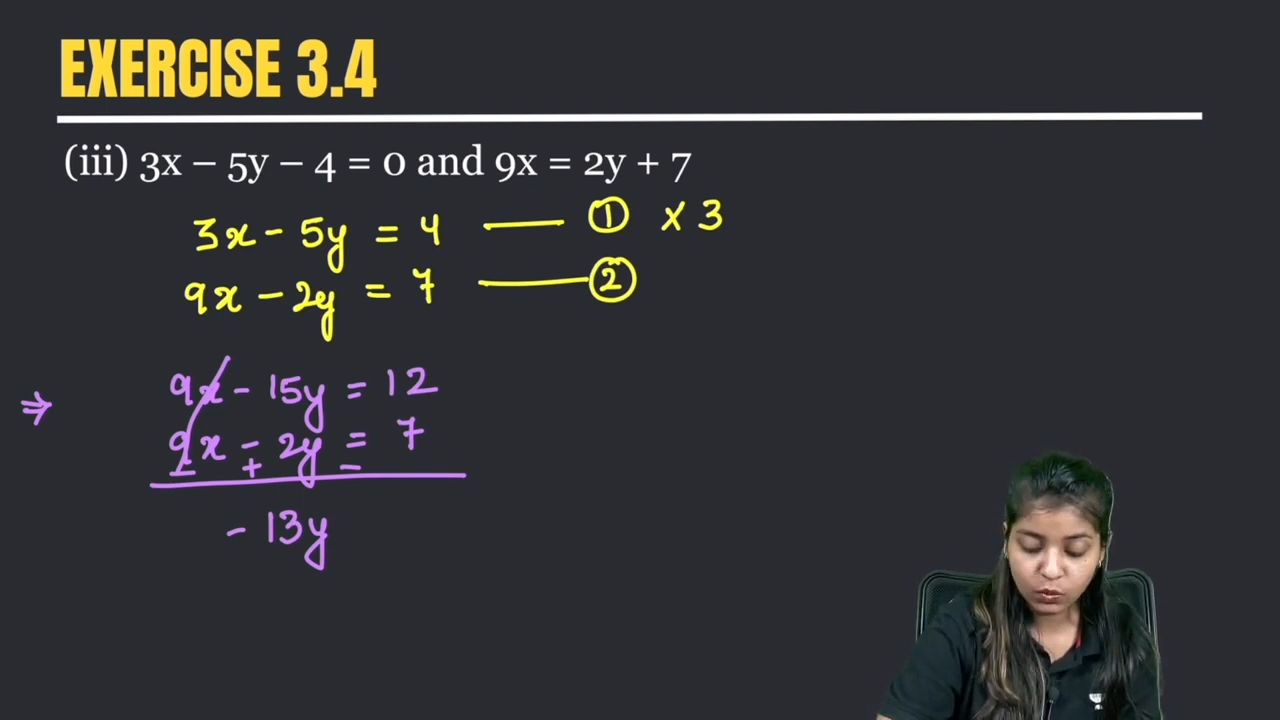 EXERCISE 3.4
(iii) 3x – 5y – 4 = 0 and 9x = 2y + 7
3x - 5y = 4 —— ① × 3
9x - 2y = 7 —— ②
⇒ 9x - 15y = 12
9x - 2y = 7
- + -
- 13y